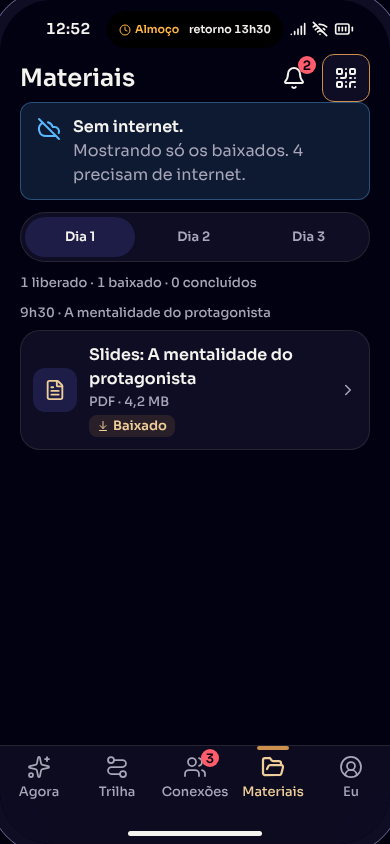 12:52
Almoço retorno 13h30
Materiais
2
Sem internet.
Mostrando só os baixados. 4
precisam de internet.
Dia 1 Dia 2 Dia 3
1 liberado · 1 baixado · 0 concluídos
9h30 · A mentalidade do protagonista
Slides: A mentalidade do
protagonista
PDF · 4,2 MB
Baixado
3
Agora Trilha Conexões Materiais Eu